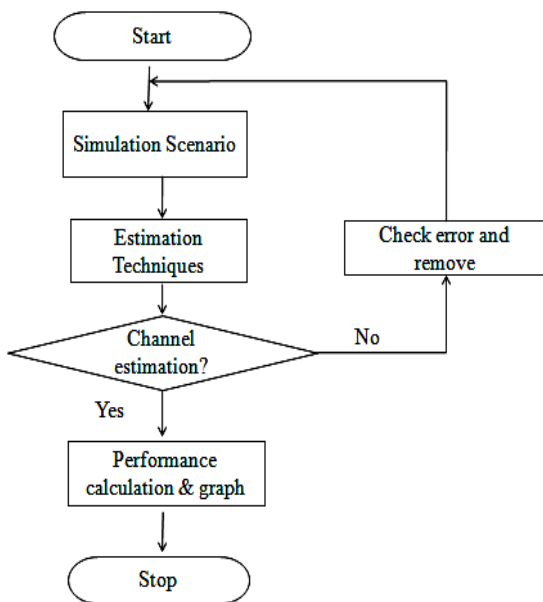 Start
Simulation Scenario
Estimation
Techniques
Check error and
remove
Channel
estimation?
No
Yes
Performance
calculation & graph
Stop